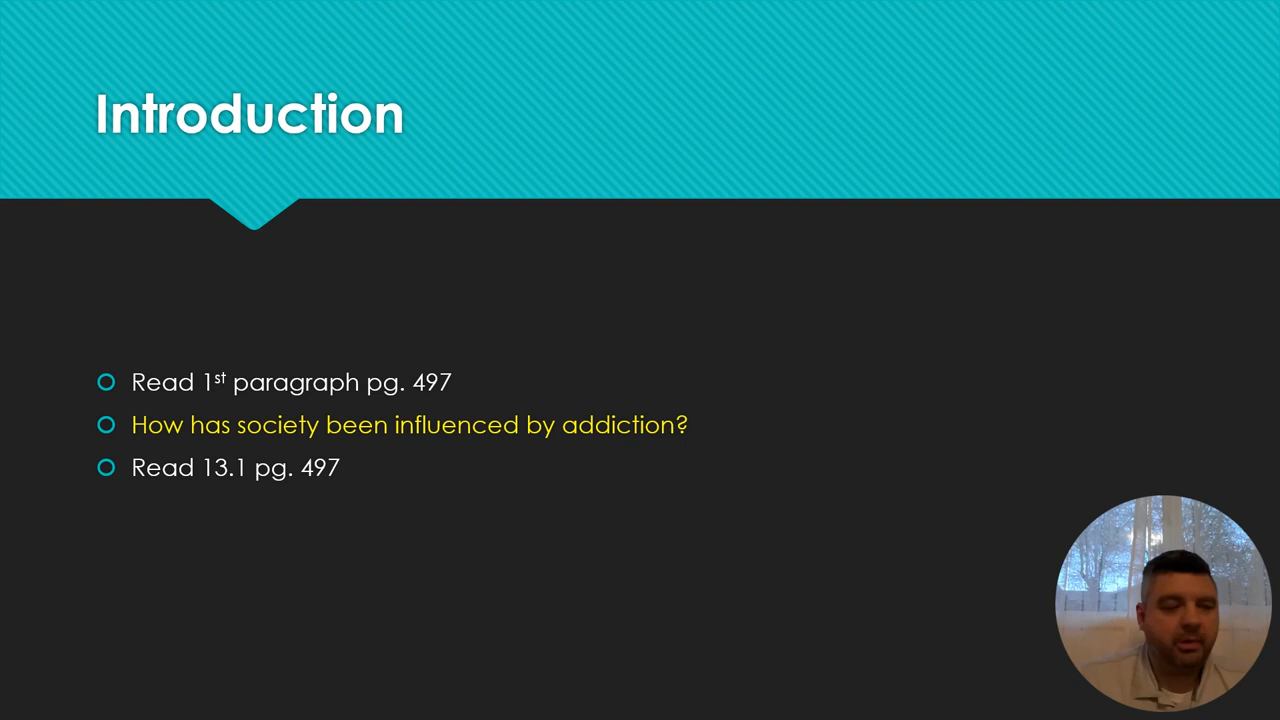 Introduction
Read 1st paragraph pg. 497
How has society been influenced by addiction?
Read 13.1 pg. 497